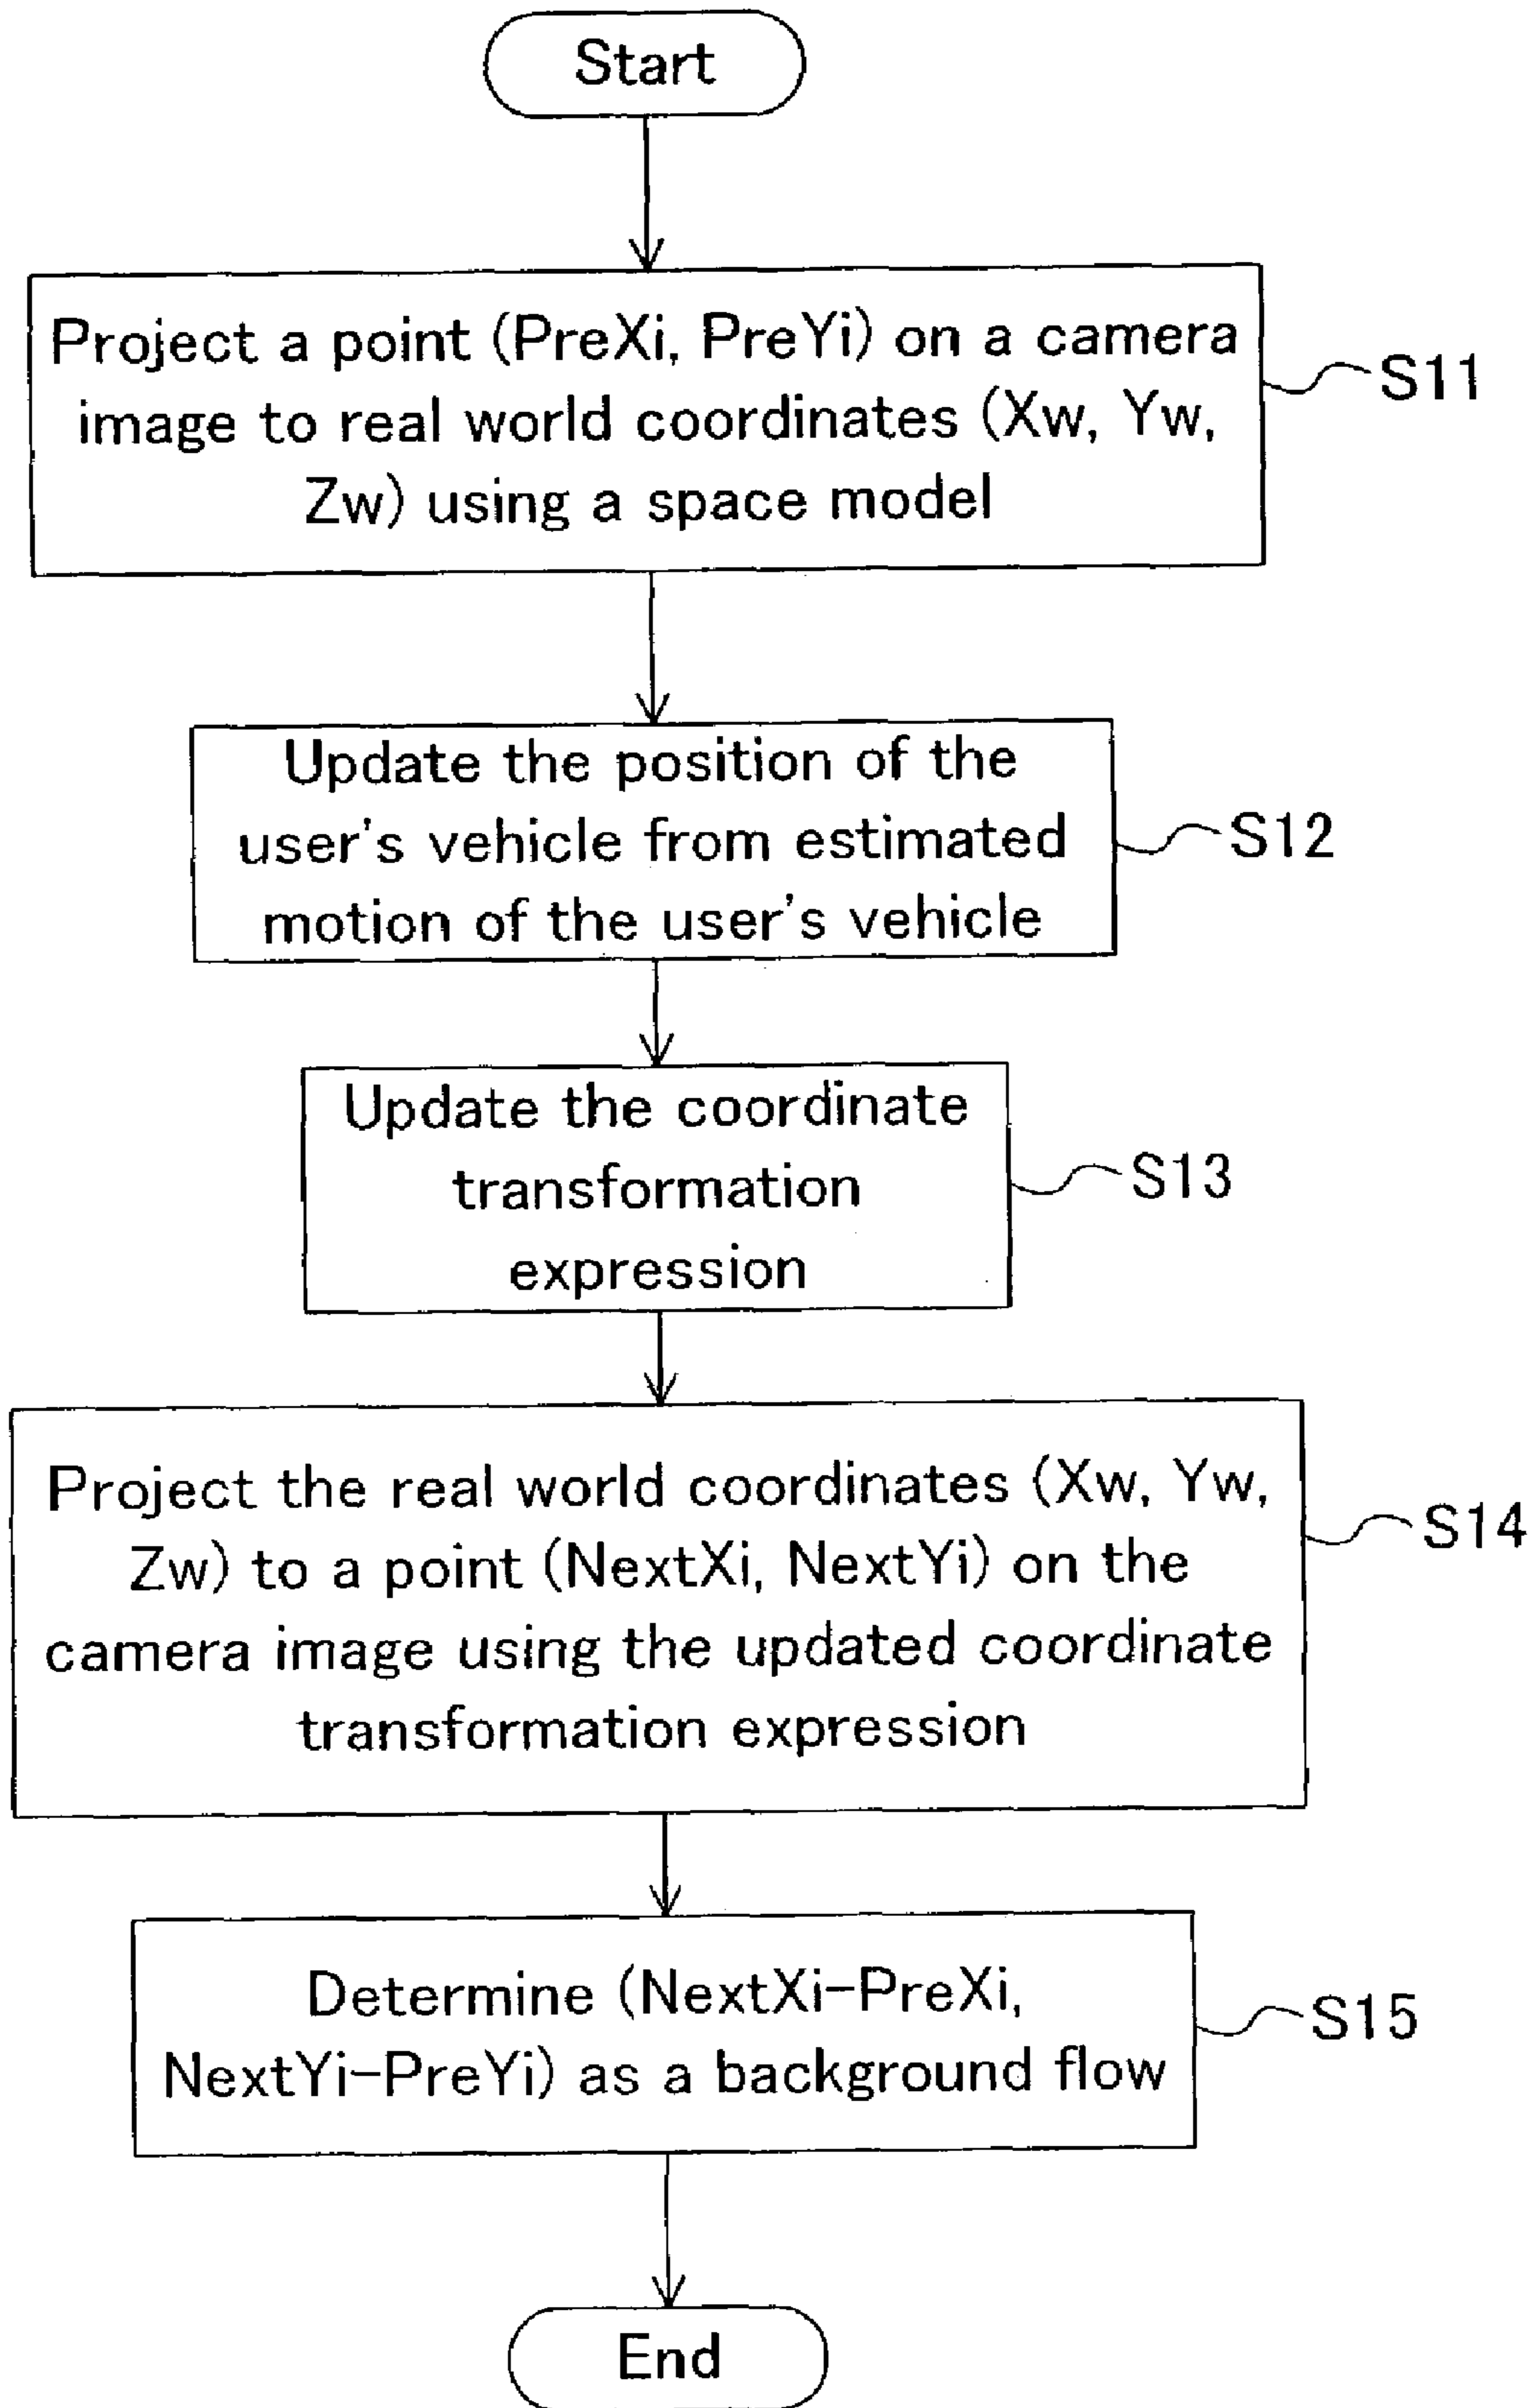 Start
Project a point (PreXi, PreYi) on a camera
image to real world coordinates (Xw, Yw,
Zw) using a space model
S11
Update the position of the
user's vehicle from estimated
motion of the user's vehicle
S12
Update the coordinate
transformation
expression
S13
Project the real world coordinates (Xw, Yw,
Zw) to a point (NextXi, NextYi) on the
camera image using the updated coordinate
transformation expression
S14
Determine (NextXi-PreXi,
NextYi-PreYi) as a background flow
S15
End